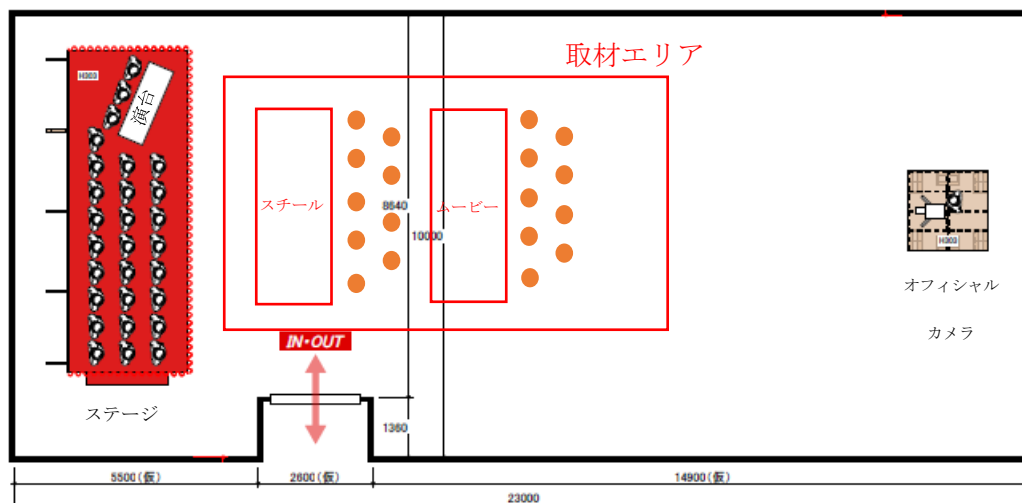 取材エリア
H303
演台
スチール
ムービー
8640
10000
H303
オフィシャル
カメラ
IN・OUT
ステージ
1360
5500(仮)
2600(仮)
14900(仮)
23000